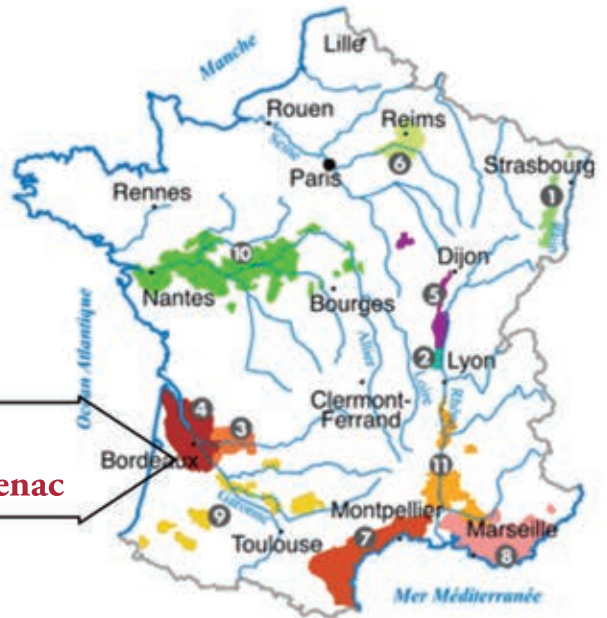 Lille
Manche
Rouen
Reims
Seine
6
Strasbourg
Paris
1
Rennes
Rhin
10
Dijon
Nantes
5
Bourges
Océan Atlantique
Allier
2
Lyon
Loire
Clermont-
Ferrand
Rhône
4
3
Bordeaux
enac
11
Garonne
Montpellier
9
Marseille
Toulouse
7
8
Mer Méditerranée